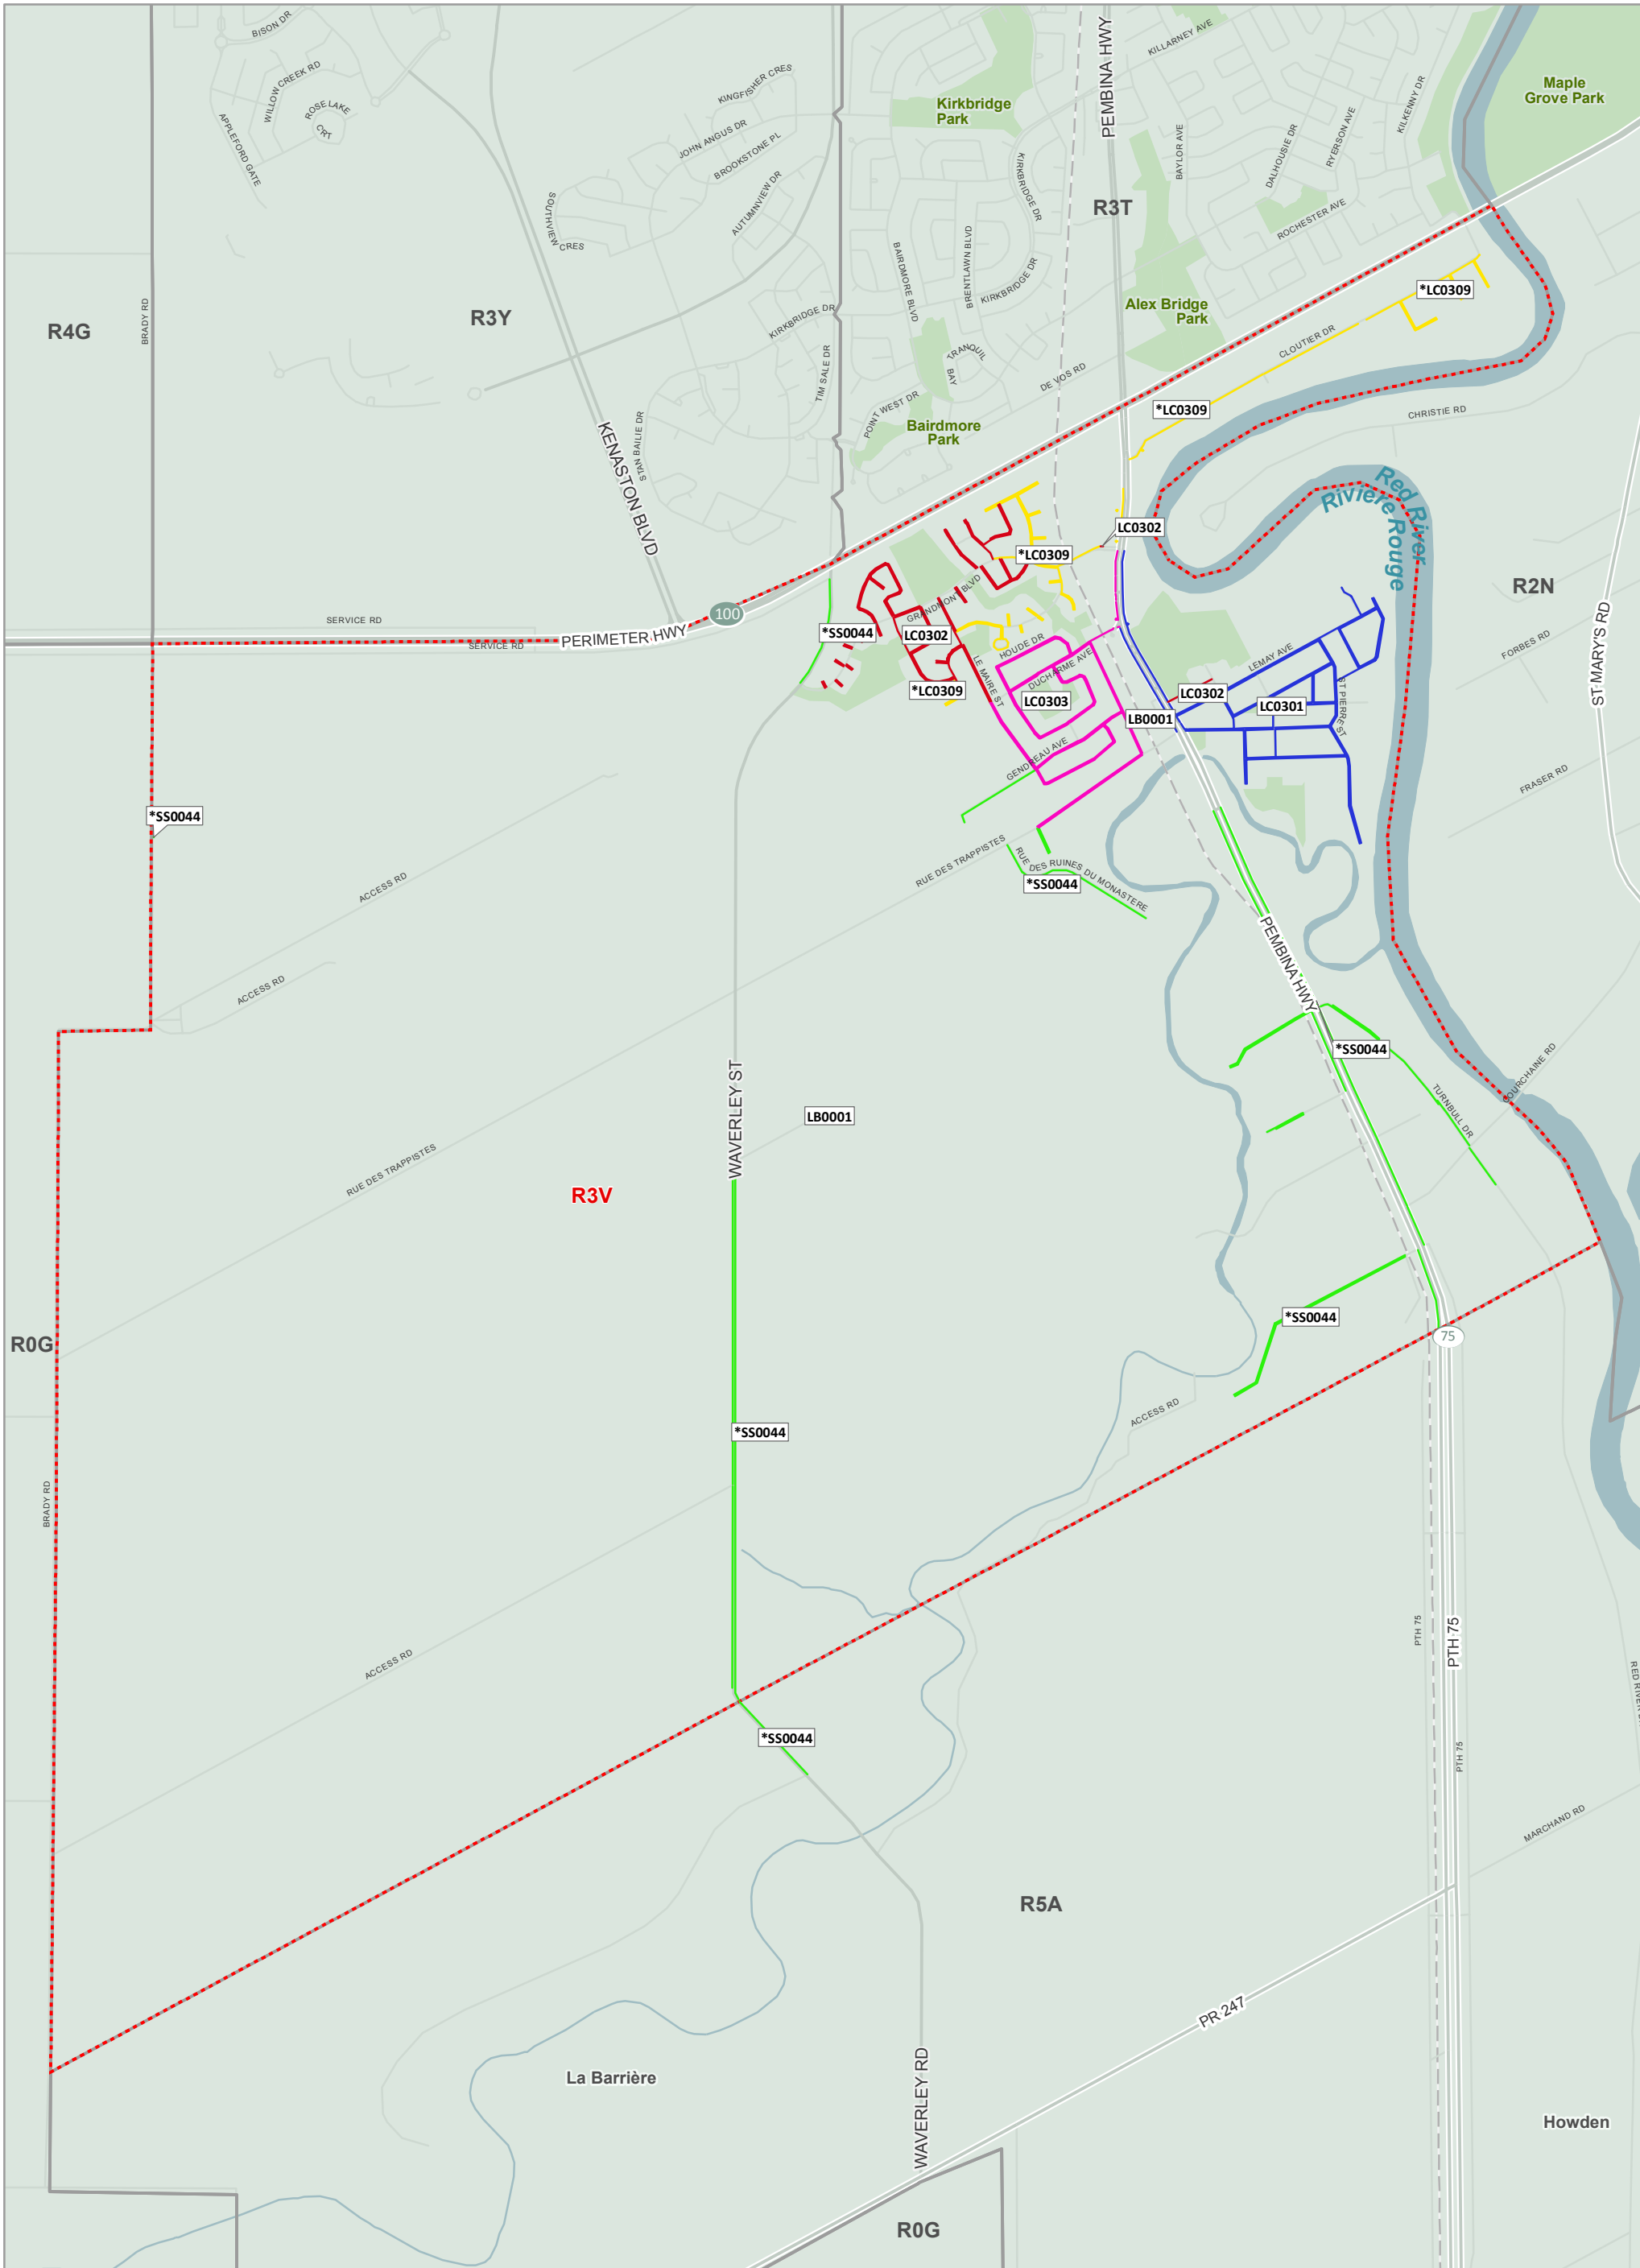 BISON DR
WILLOW CREEK RD
ROSE LAKE
CRT
APPLEFORD GATE
KINGFISHER CRES
JOHN ANGUS DR
BROOKSTONE PL
AUTUMNVIEW DR
SOUTHVIEW
CRES
Kirkbridge
Park
PEMBINA HWY
KILLARNEY AVE
Maple
Grove Park
KILKENNY DR
RYERSON AVE
DALHOUSIE DR
BAYLOR AVE
KIRKBRIDGE DR
R3T
ROCHESTER AVE
BAIRDMORE BLVD
BRENTLAWN BLVD
KIRKBRIDGE DR
*LC0309
Alex Bridge
Park
R4G
BRADY RD
R3Y
KIRKBRIDGE DR
TIM SALE DR
TRANQUIL
BAY
CLOUTIER DR
DE VOS RD
POINT WEST DR
*LC0309
CHRISTIE RD
Bairdmore
Park
KENASTON BLVD
STAN BAILIE DR
Red River
Rivière Rouge
LC0302
*LC0309
R2N
100
GRANDMONT BLVD
SERVICE RD
PERIMETER HWY
SERVICE RD
*SS0044
LC0302
HOUDE DR
DUCHARME AVE
LEMAY AVE
FORBES RD
ST MARY'S RD
LE MAIRE ST
*LC0309
LC0303
LC0302
LC0301
ST PIERRE ST
LB0001
GENDREAU AVE
FRASER RD
*SS0044
RUE DES TRAPPISTES
RUE DES RUINES DU MONASTERE
*SS0044
ACCESS RD
PEMBINA HWY
ACCESS RD
*SS0044
COURCHAINE RD
TURNBULL DR
WAVERLEY ST
LB0001
RUE DES TRAPPISTES
R3V
*SS0044
75
R0G
ACCESS RD
*SS0044
BRADY RD
ACCESS RD
PTH 75
PTH 75
*SS0044
PTH 75
MARCHAND RD
R5A
PR 247
La Barrière
WAVERLEY RD
Howden
R0G